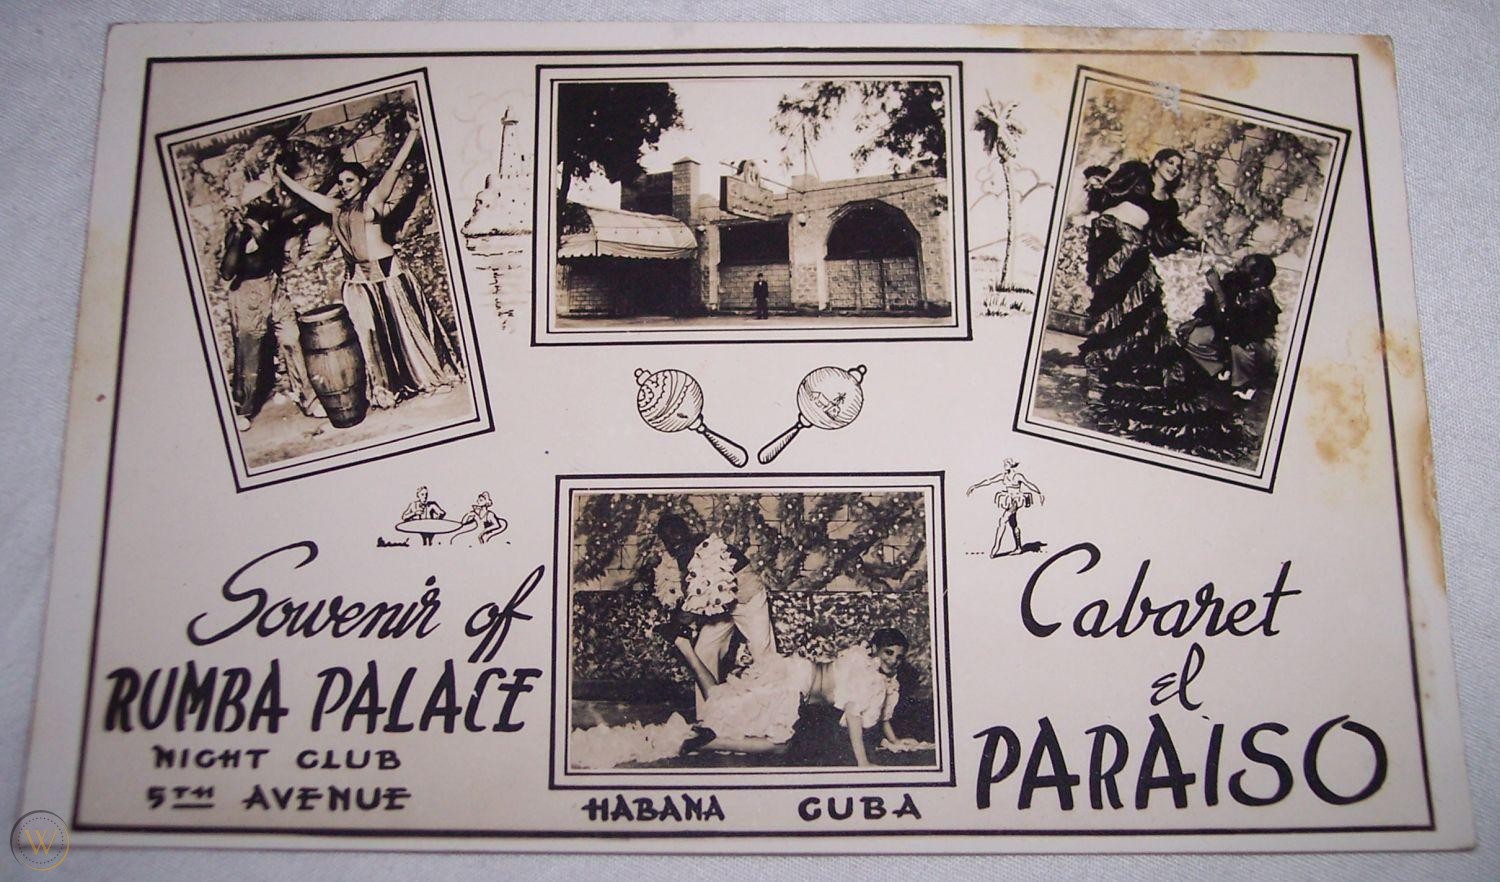 Souvenir of
RUMBA PALACE
NIGHT CLUB
5TH AVENUE
HABANA CUBA
Cabaret
el
PARAISO
W